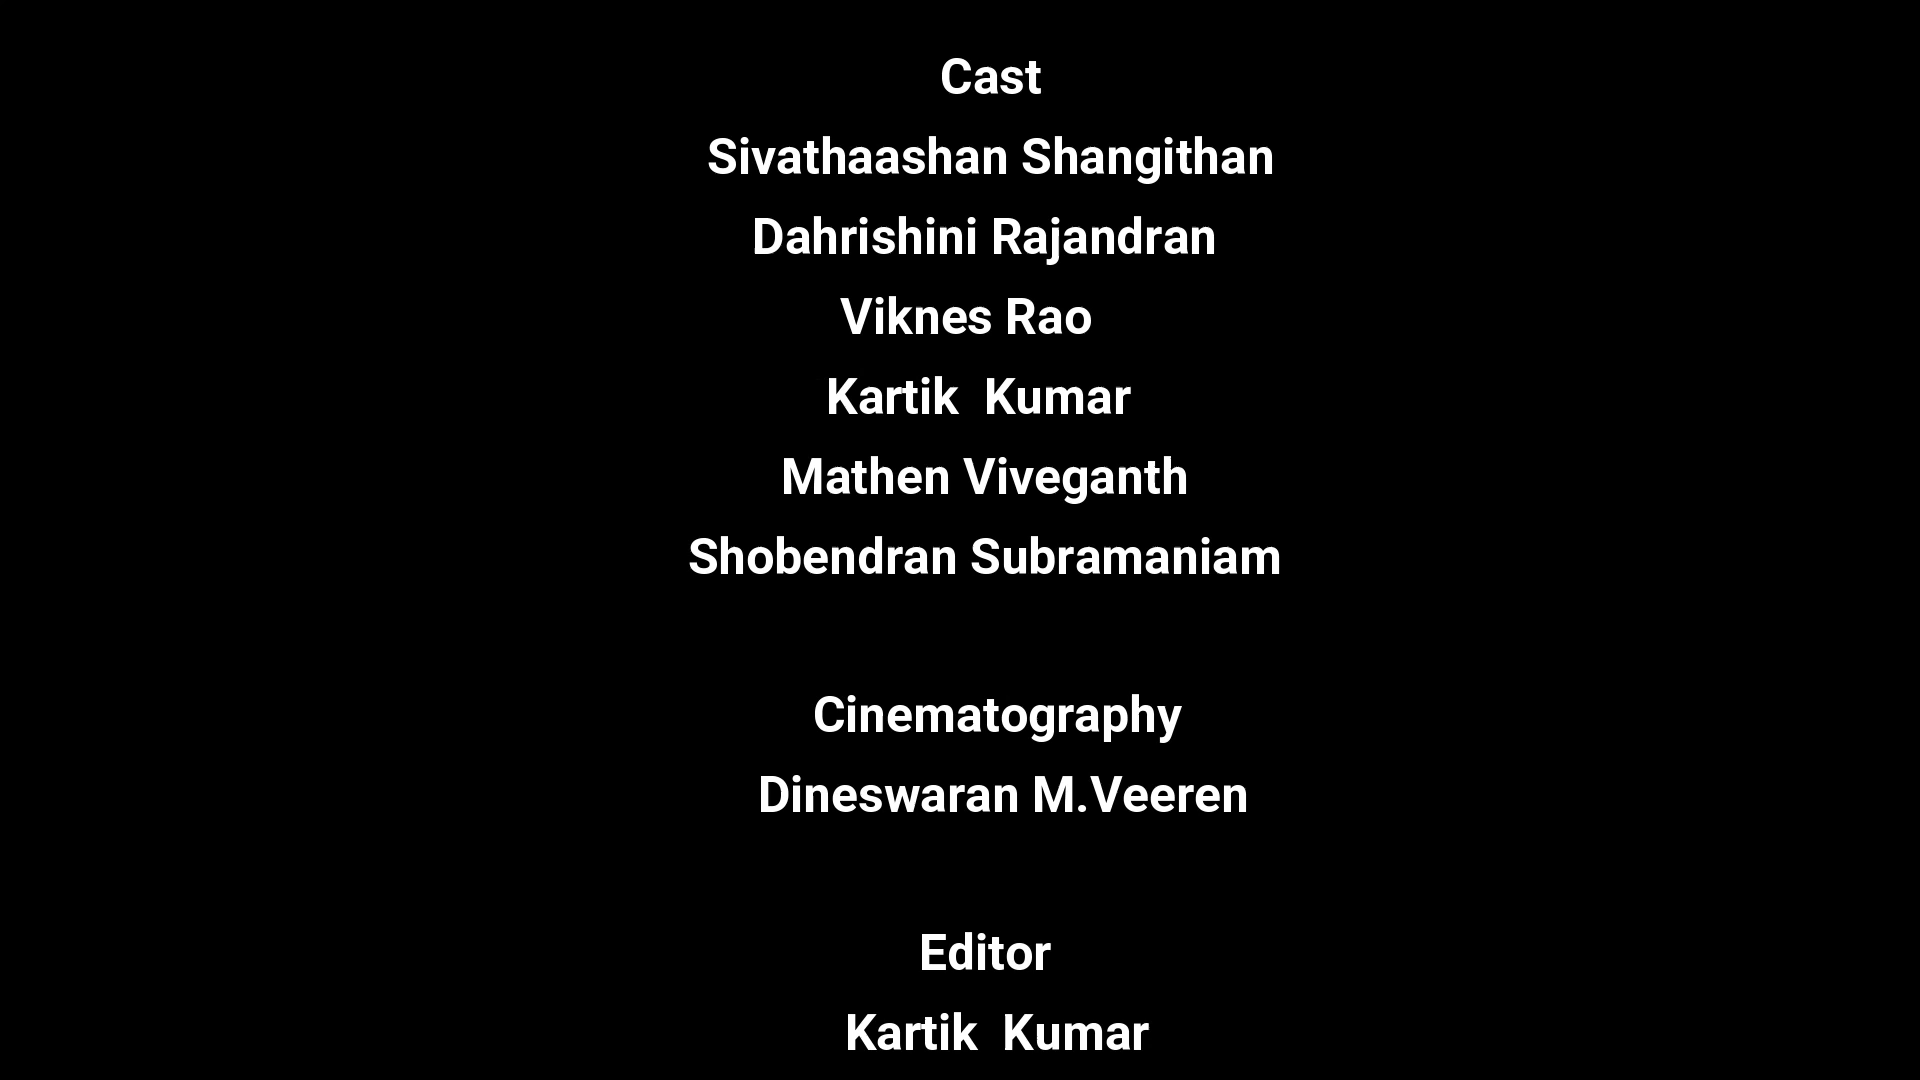 Cast
Sivathaashan Shangithan
Dahrishini Rajandran
Viknes Rao
Kartik  Kumar
Mathen Viveganth
Shobendran Subramaniam
Cinematography
Dineswaran M.Veeren
Editor
Kartik  Kumar